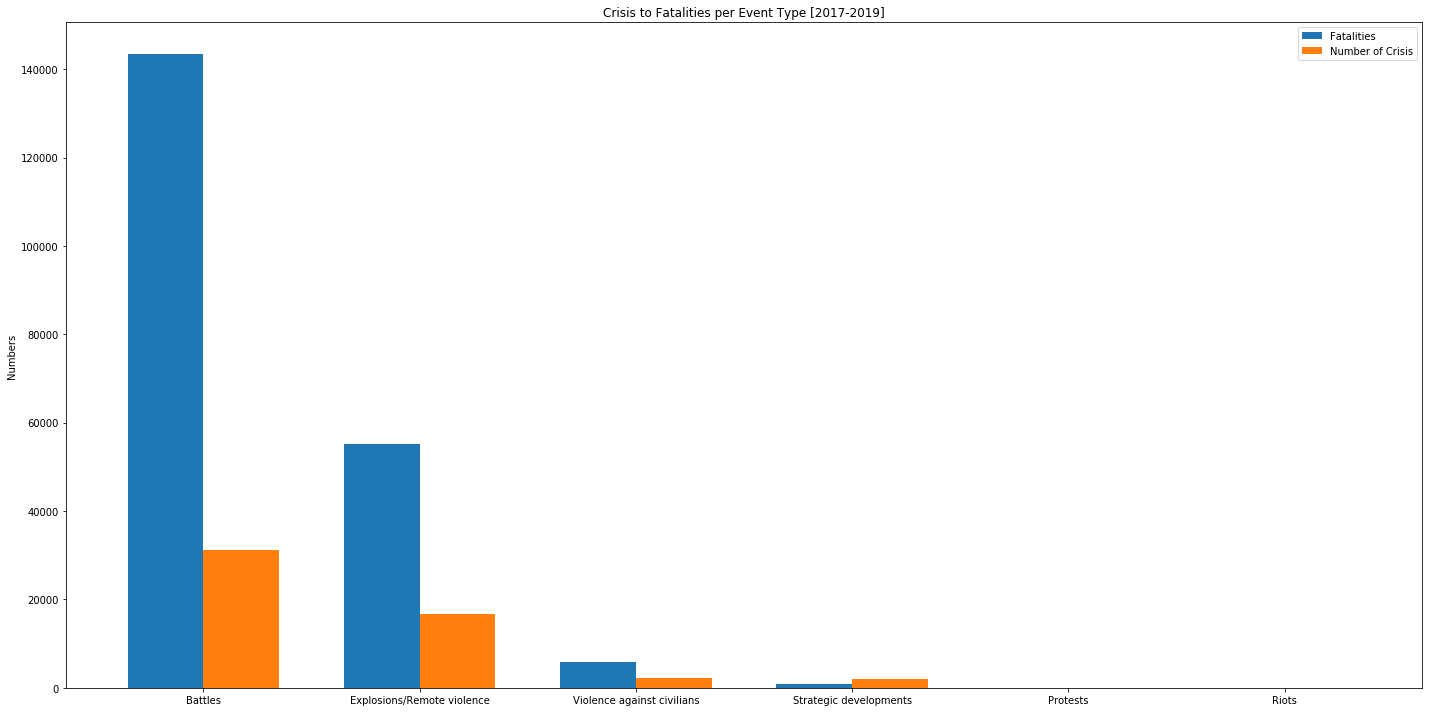 Crisis to Fatalities per Event Type [2017-2019]
Fatalities
Number of Crisis
140000
120000
100000
80000
60000
40000
20000
0
Numbers
Battles
Explosions/Remote violence
Violence against civilians
Strategic developments
Protests
Riots